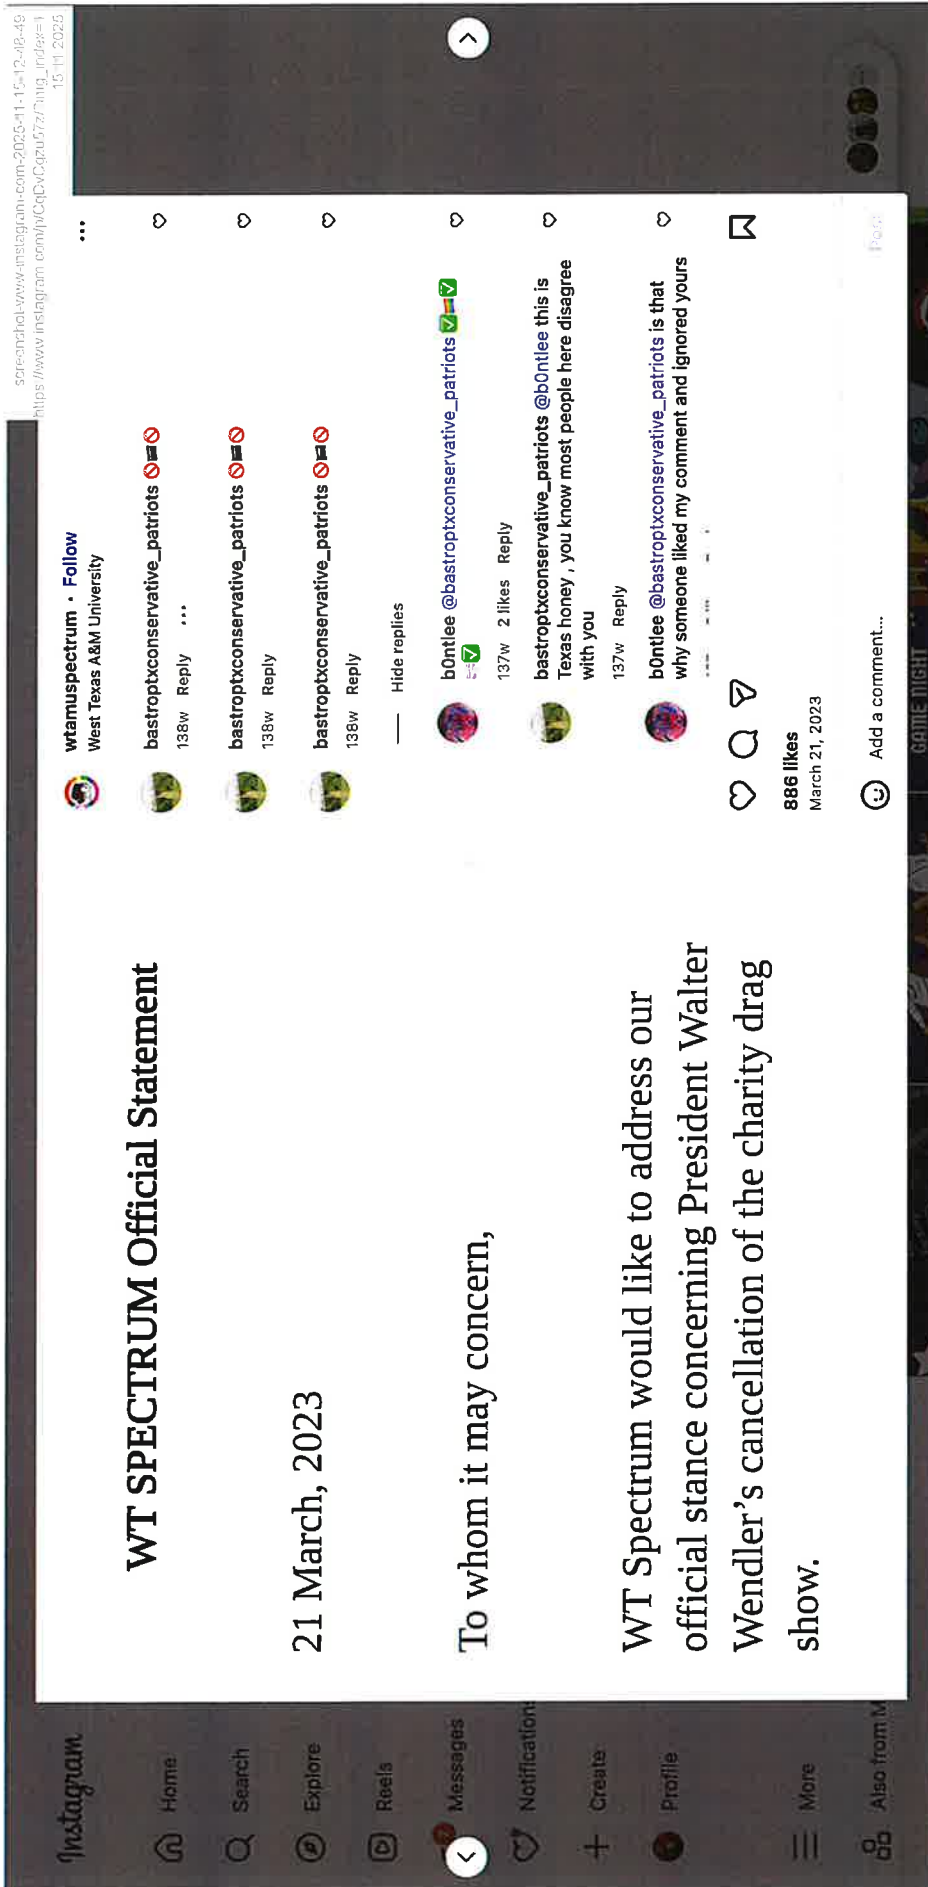 screenshot-www-instagram-com-2025-11-15-12-48-49
15-11-2025
Instagram
Home
Search
Explore
Reels
Messages
Notification
Create
Profile
More
Also from M
WT SPECTRUM Official Statement
21 March, 2023
To whom it may concern,
WT Spectrum would like to address our
official stance concerning President Walter
Wendler's cancellation of the charity drag
show.
wtamuspectrum • Follow
West Texas A&M University
bastroptxconservative_patriots 🚫🏴🚫
138w Reply ...
bastroptxconservative_patriots 🚫🏴🚫
138w Reply
bastroptxconservative_patriots 🚫🏴🚫
138w Reply
Hide replies
b0ntlee @bastroptxconservative_patriots ✅🏳️‍🌈✅
✅
137w 2 likes Reply
bastroptxconservative_patriots @b0ntlee this is
Texas honey , you know most people here disagree
with you
137w Reply
b0ntlee @bastroptxconservative_patriots is that
why someone liked my comment and ignored yours
886 likes
March 21, 2023
Add a comment...
Post
GAME NIGHT